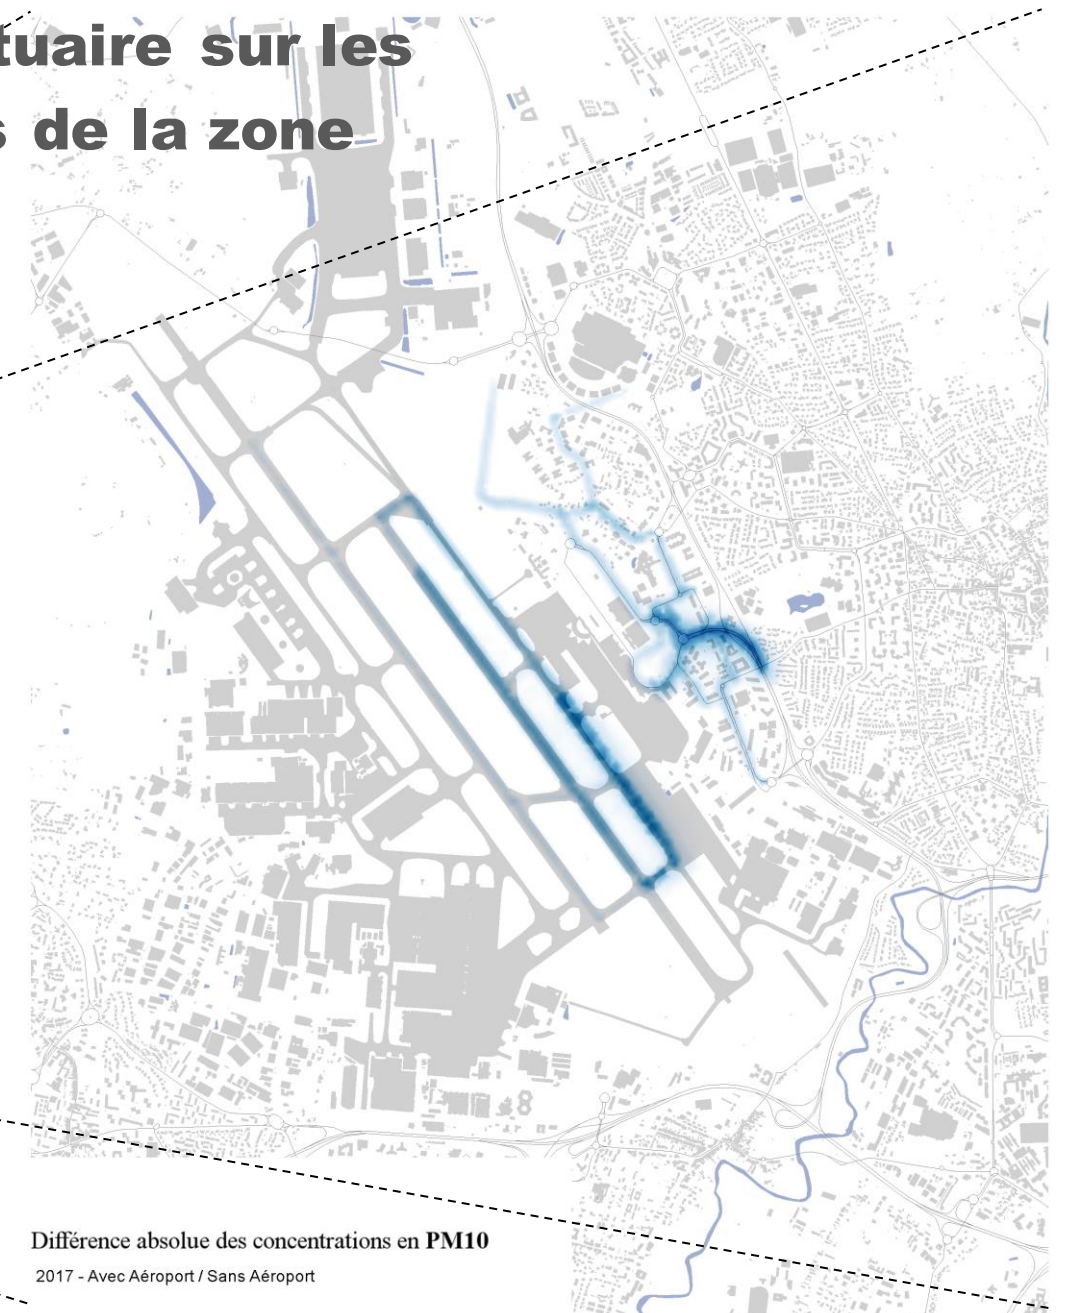 tuaire sur les
s de la zone
Différence absolue des concentrations en PM10
2017 - Avec Aéroport / Sans Aéroport